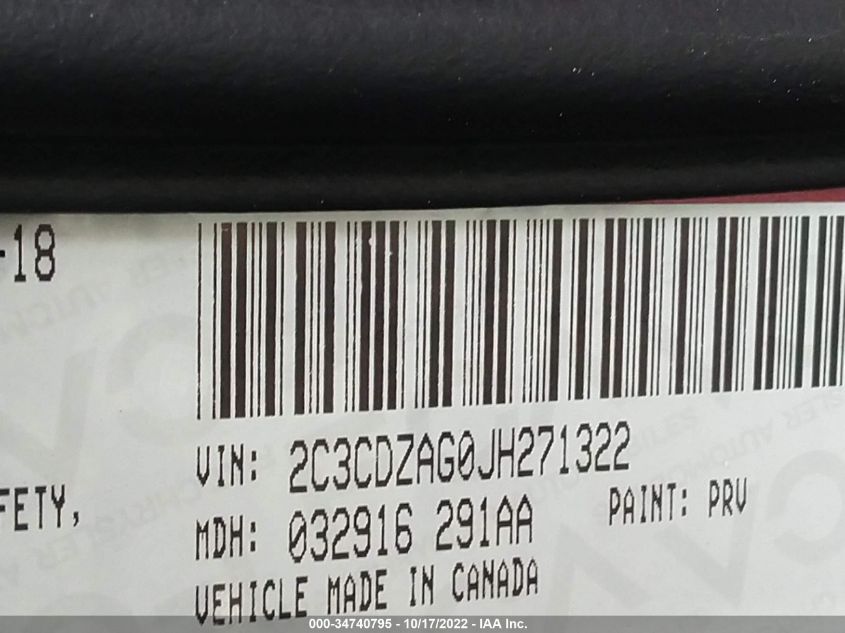 -18
VIN: 2C3CDZAG0JH271322
FETY,
MDH: 032916 291AA
PAINT: PRV
VEHICLE MADE IN CANADA
000-34740795 - 10/17/2022 - IAA Inc.